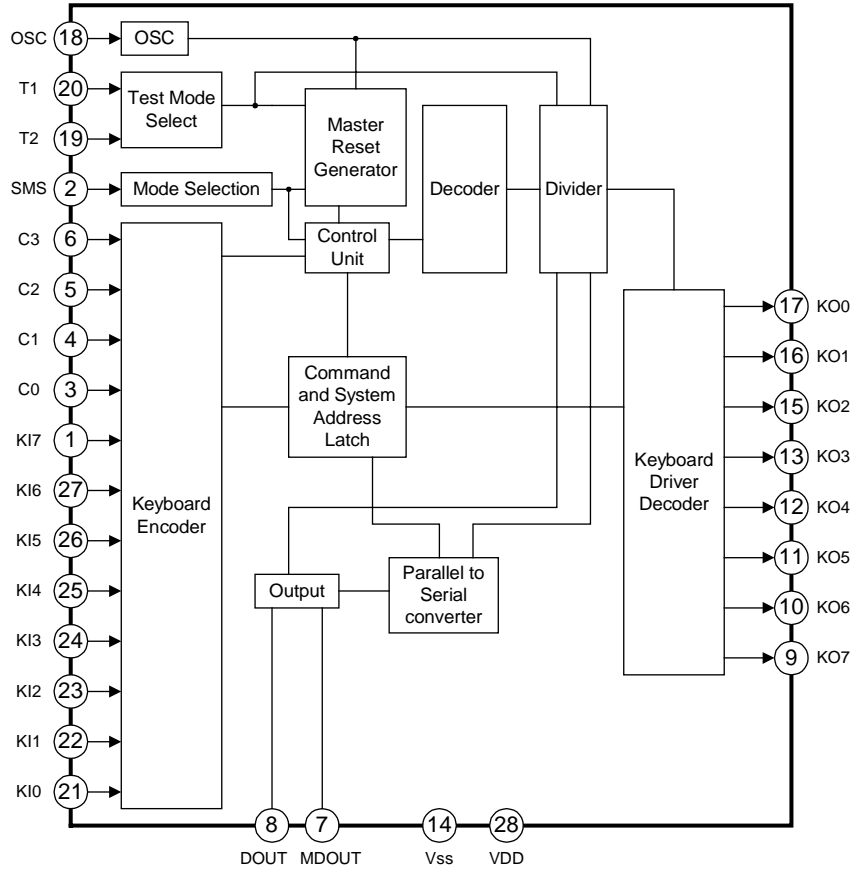 OSC 18 OSC
T1 20
Test Mode
Select
T2 19
Master
Reset
Generator
Decoder
Divider
SMS 2 Mode Selection
C3 6
Control
Unit
C2 5
C1 4
C0 3
KI7 1
KI6 27
KI5 26
KI4 25
KI3 24
KI2 23
KI1 22
KI0 21
Keyboard
Encoder
Command
and System
Address
Latch
Output
Parallel to
Serial
converter
Keyboard
Driver
Decoder
17 KO0
16 KO1
15 KO2
13 KO3
12 KO4
11 KO5
10 KO6
9 KO7
8 7 14 28
DOUT MDOUT Vss VDD